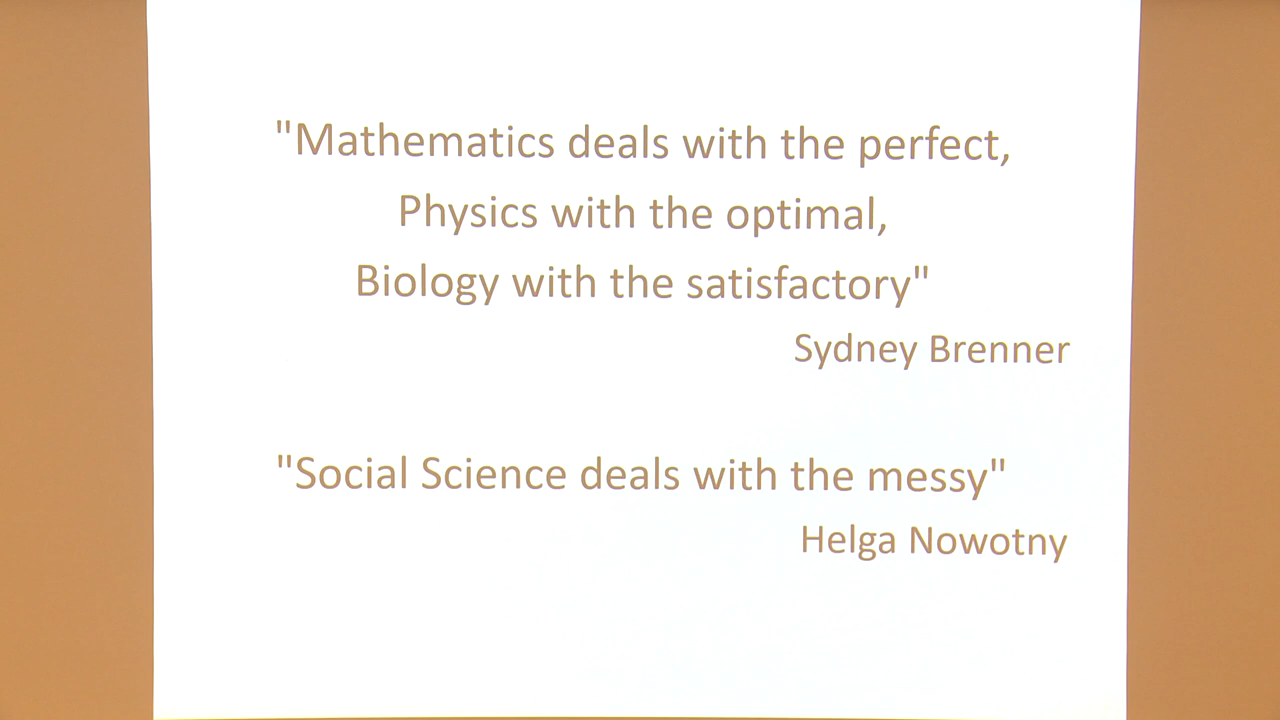 "Mathematics deals with the perfect,
Physics with the optimal,
Biology with the satisfactory"
Sydney Brenner
"Social Science deals with the messy"
Helga Nowotny